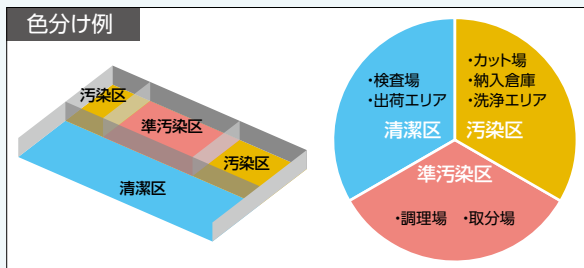 色分け例
汚染区
準汚染区
汚染区
清潔区
・検査場
・出荷エリア
清潔区
・カット場
・納入倉庫
・洗浄エリア
汚染区
準汚染区
・調理場 ・取分場